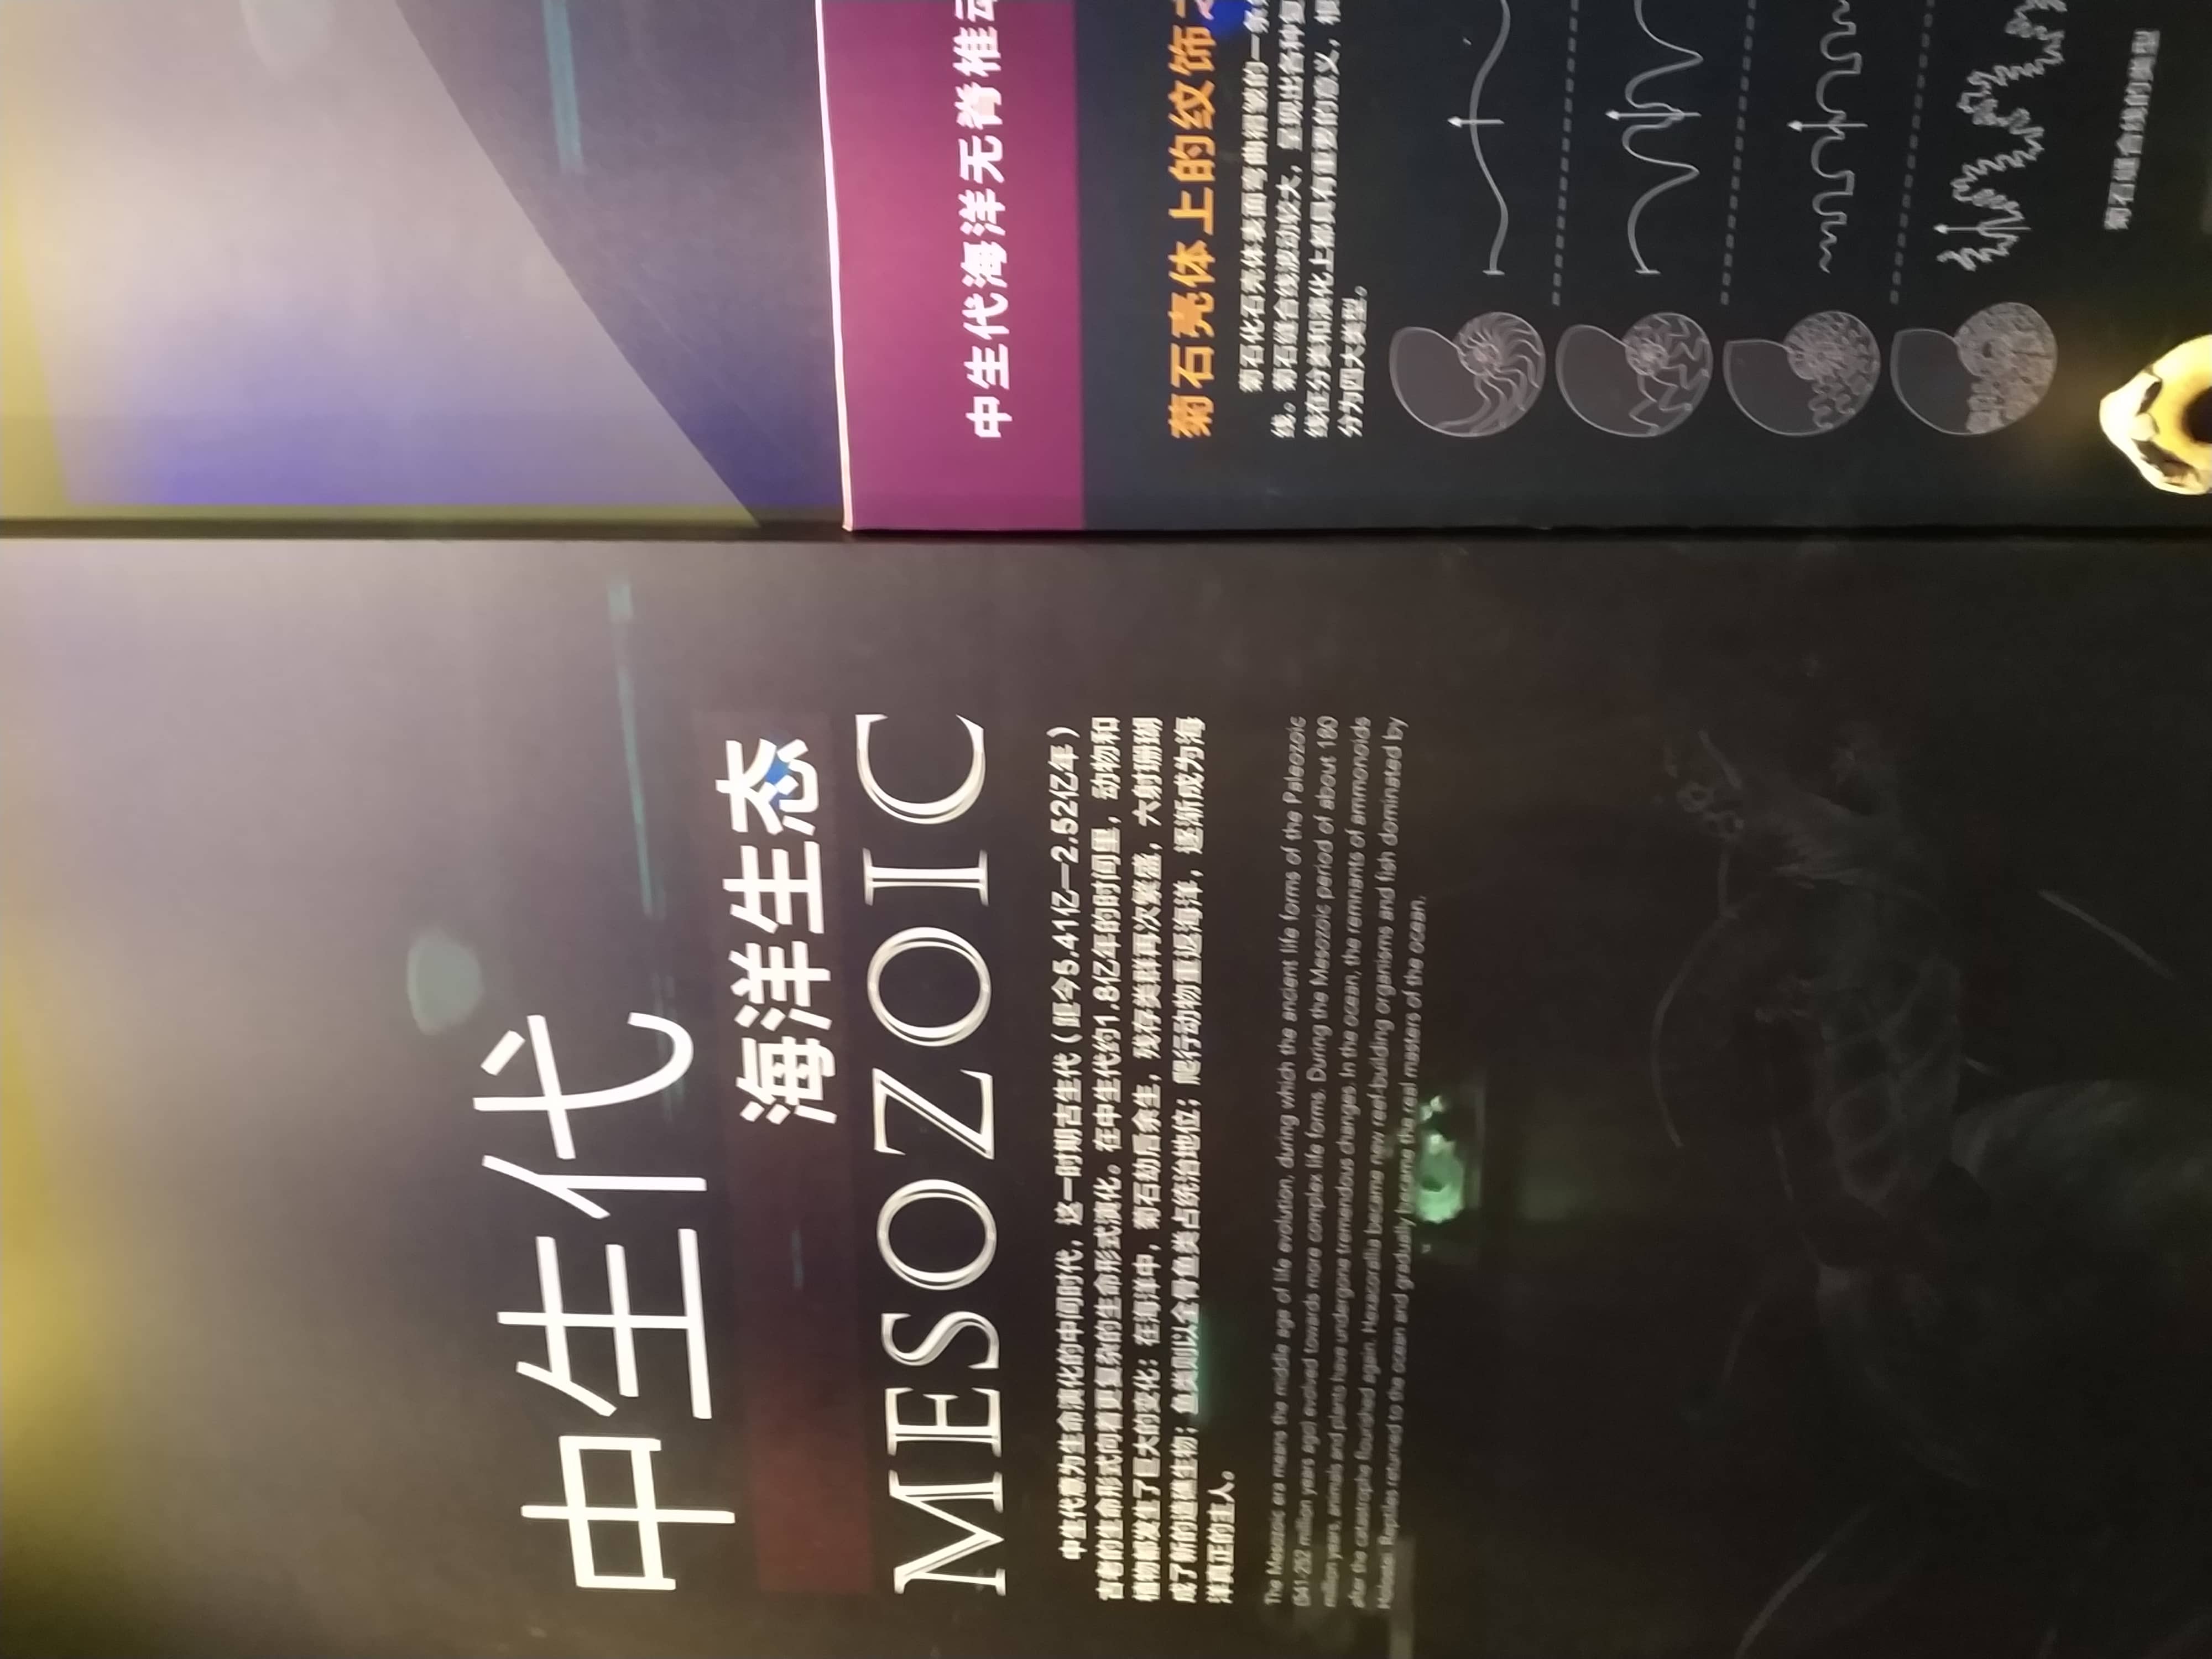 中生代
海洋生态
MESOZOIC
中生代意为生命演化的中间时代，这一时期古生代（距今5.41亿—2.52亿年）
古老的生命形式向着更复杂的生命形式演化。在中生代约1.8亿年的时间里，动物和
植物都发生了巨大的变化：在海洋中，菊石劫后余生，残存类群再次繁盛，六射珊瑚
成了新的造礁生物；鱼类则以全骨鱼类占统治地位；爬行动物重返海洋，逐渐成为海
洋真正的主人。
The Mesozoic era means the middle age of life evolution, during which the ancient life forms of the Paleozoic
(541-252 million years ago) evolved towards more complex life forms. During the Mesozoic period of about 180
million years, animals and plants have undergone tremendous changes. In the ocean, the remnants of ammonoids
after the catastrophe flourished again. Hexacorallia became new reef-building organisms and fish dominated by
Holostei. Reptiles returned to the ocean and gradually became the real masters of the ocean.
中生代海洋无脊椎
菊石壳体上的纹饰
菊石化石壳体表面弯曲褶皱的一条
线。菊石缝合线波动较大，呈现出各种复
线在分类和演化上都具有重要的意义，根
分为四大类型。
菊石缝合线的类型